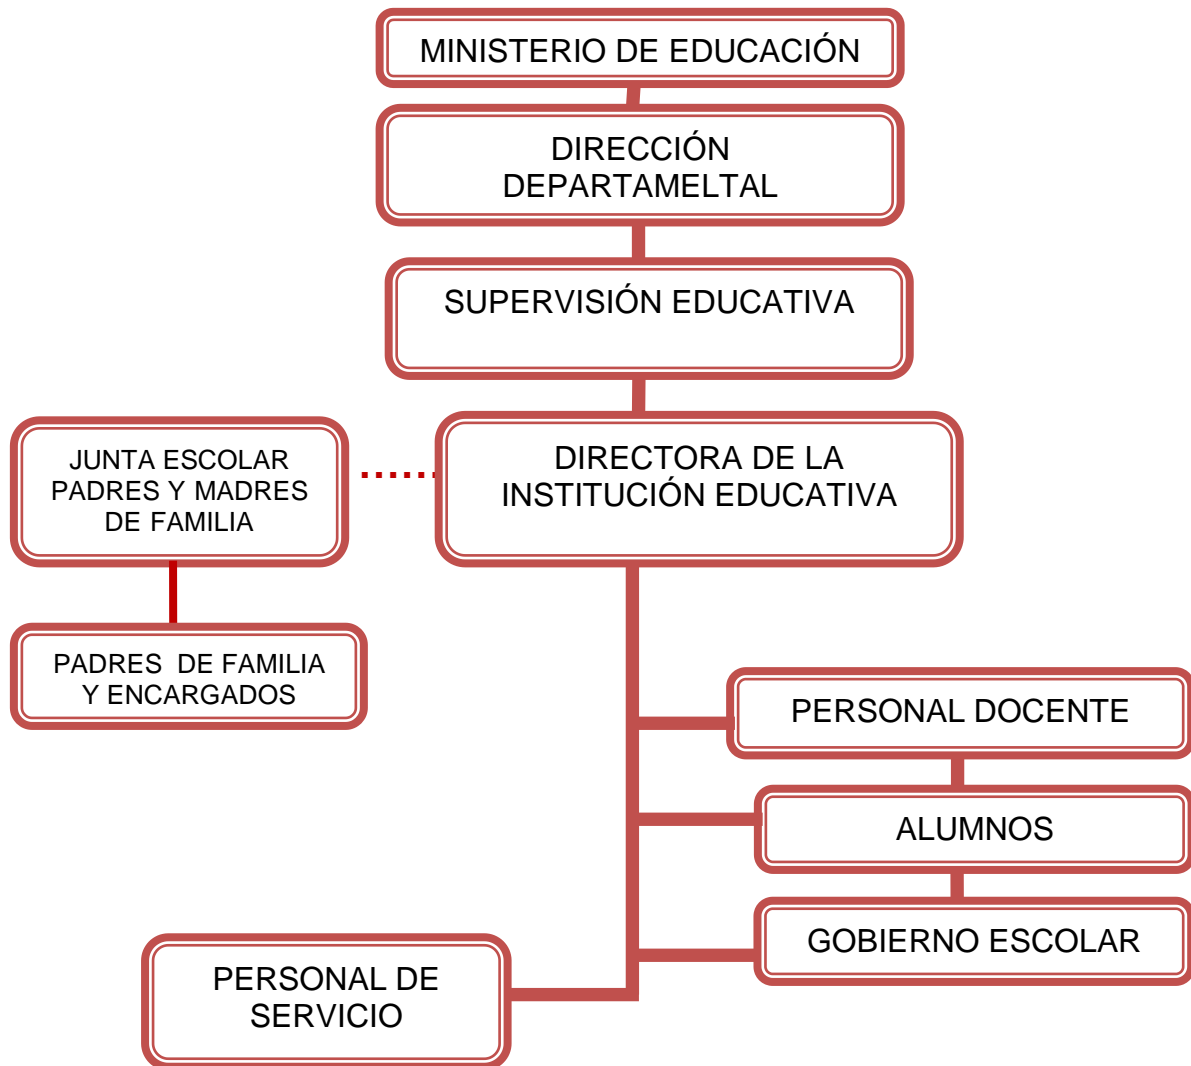 MINISTERIO DE EDUCACIÓN
DIRECCIÓN
DEPARTAMELTAL
SUPERVISIÓN EDUCATIVA
JUNTA ESCOLAR
PADRES Y MADRES
DE FAMILIA
DIRECTORA DE LA
INSTITUCIÓN EDUCATIVA
PADRES DE FAMILIA
Y ENCARGADOS
PERSONAL DOCENTE
ALUMNOS
GOBIERNO ESCOLAR
PERSONAL DE
SERVICIO